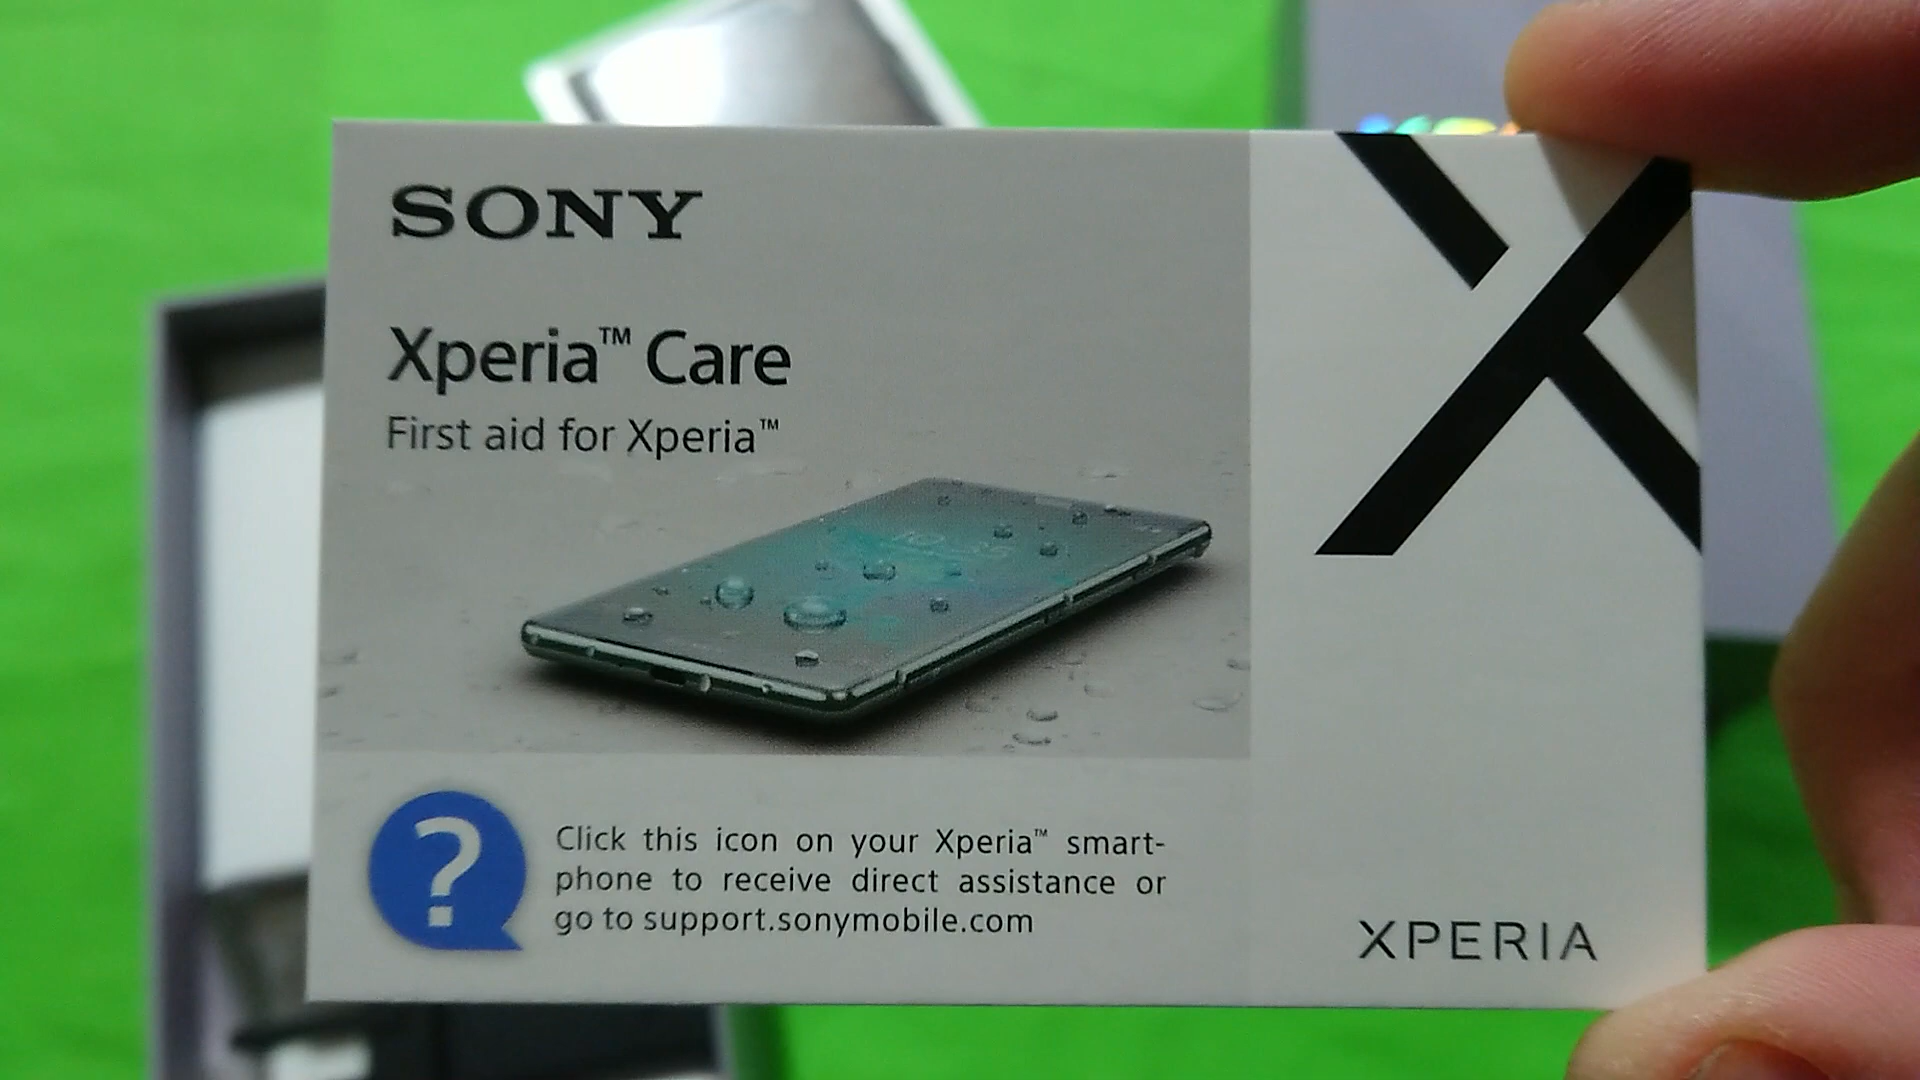 SONY
Xperia™ Care
First aid for Xperia™
Click this icon on your Xperia™ smart-
phone to receive direct assistance or
go to support.sonymobile.com
XPERIA